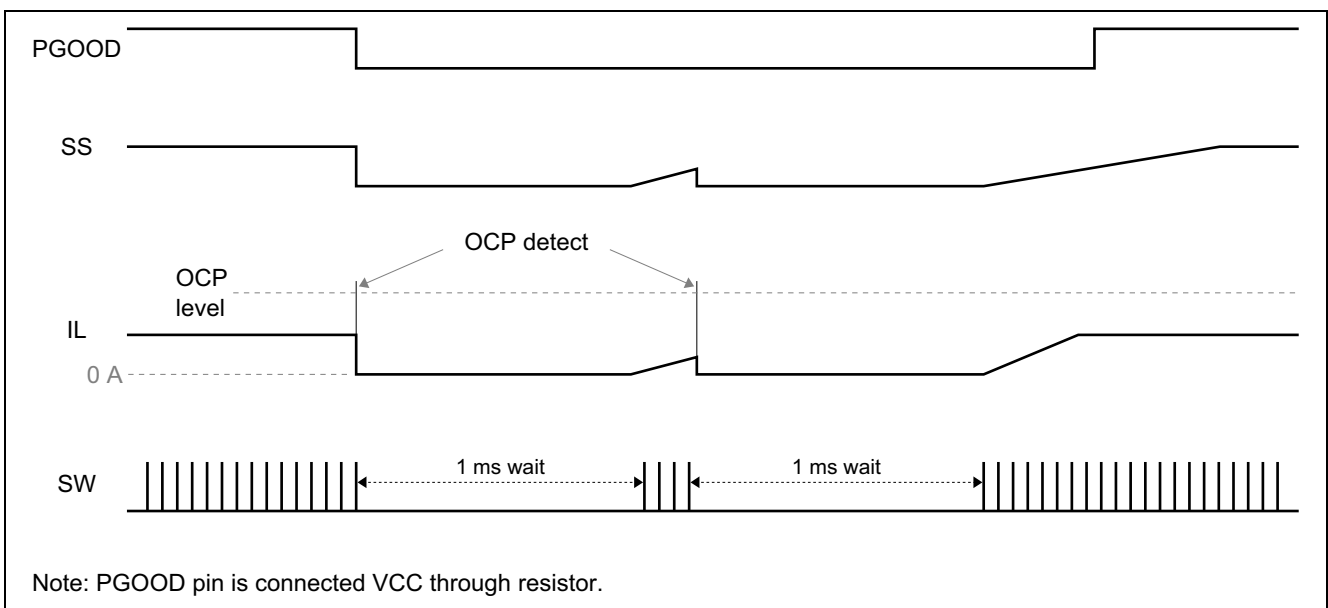 PGOOD
SS
OCP detect
OCP
level
IL
0 A
1 ms wait
1 ms wait
SW
Note: PGOOD pin is connected VCC through resistor.